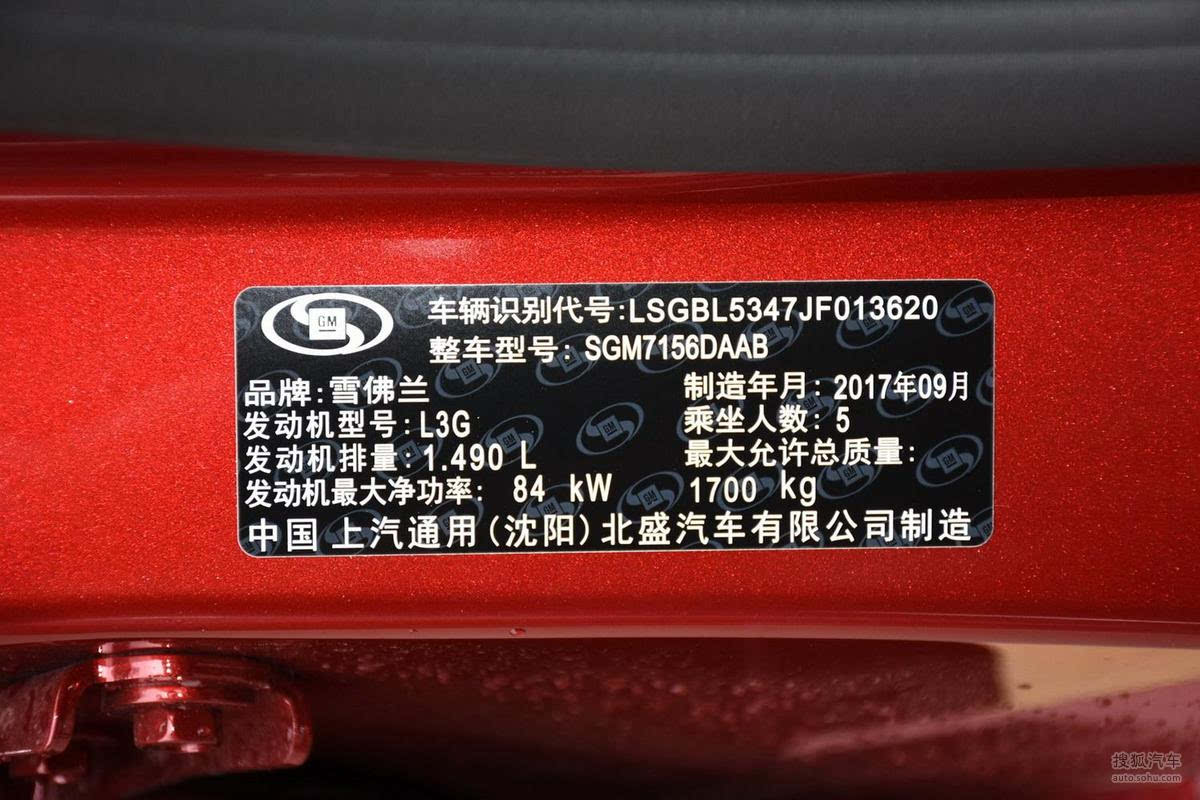 GM
车辆识别代号:LSGBL5347JF013620
整车型号: SGM7156DAAB
品牌:雪佛兰 制造年月: 2017年09月
发动机型号:L3G 乘坐人数: 5
发动机排量:1.490 L 最大允许总质量:
发动机最大净功率: 84 kW 1700 kg
中国 上汽通用(沈阳)北盛汽车有限公司制造
搜狐汽车
auto.sohu.com